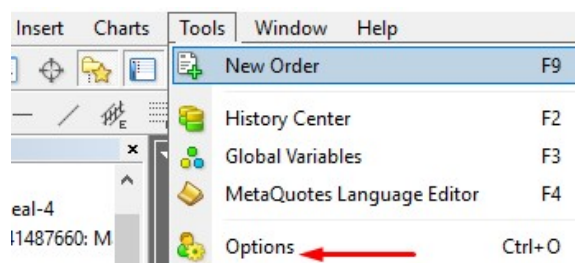 Insert Charts Tools Window Help
New Order F9
E
History Center F2
Global Variables F3
MetaQuotes Language Editor F4
eal-4
41487660: M
Options Ctrl+O